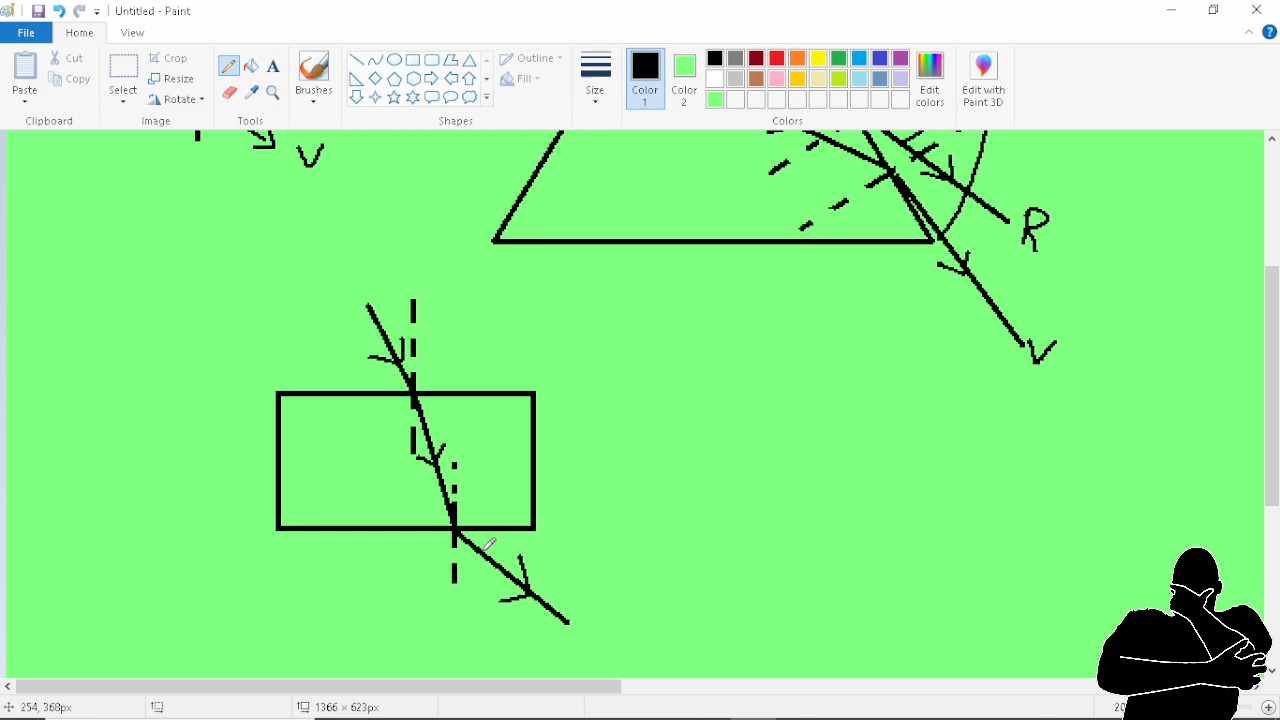 Untitled - Paint
File
Home
View
Paste
Cut
Copy
Clipboard
Select
Crop
Resize
Rotate
Image
Tools
Brushes
Shapes
Outline
Fill
Size
Color 1
Color 2
Edit colors
Edit with Paint 3D
Colors
V
R
V
254, 368px
1366 × 623px